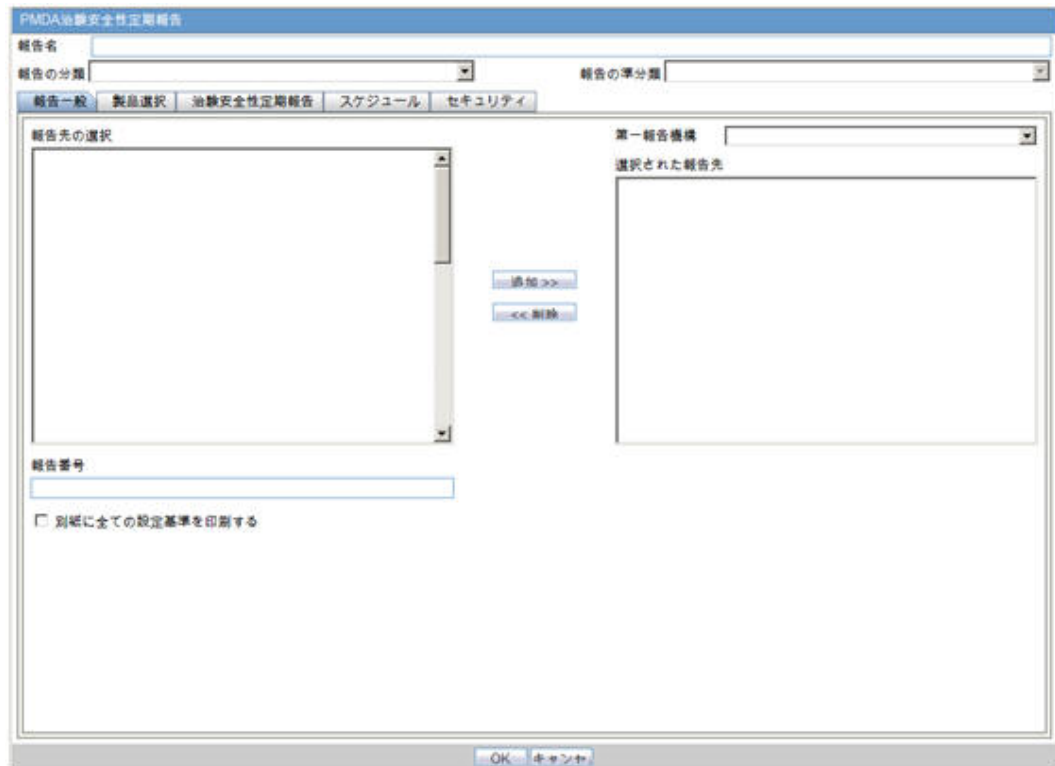 PMDA治験安全性定期報告
報告名
報告の分類
報告の準分類
報告一般 製品選択 治験安全性定期報告 スケジュール セキュリティ
報告先の選択
第一報告機構
選択された報告先
追加 >>
<< 削除
報告番号
別紙に全ての設定基準を印刷する
OK キャンセ